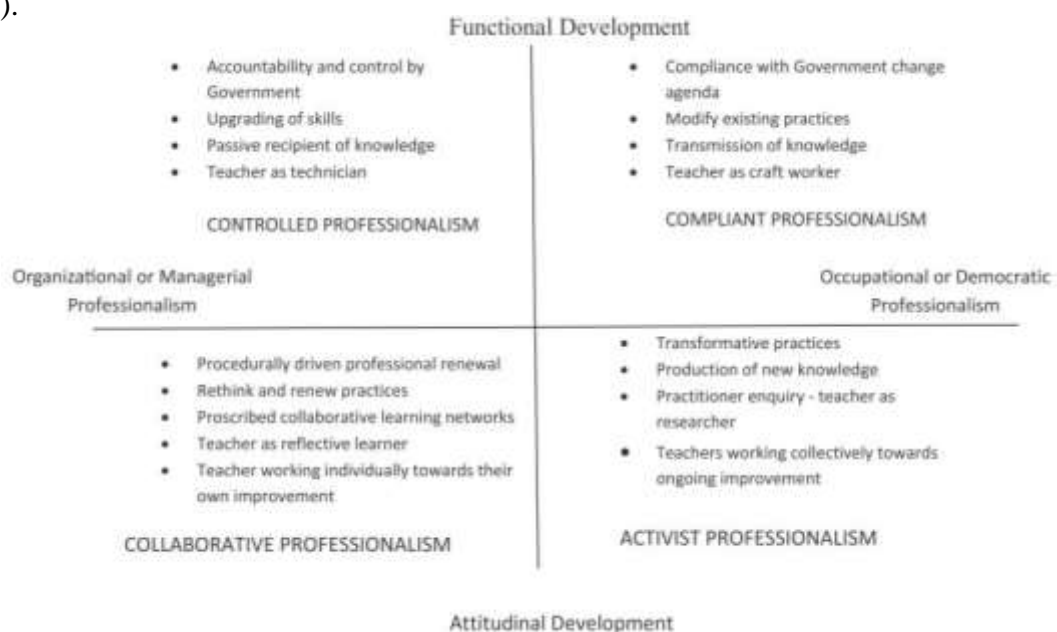 ).
Functional Development
• Accountability and control by
Government
• Upgrading of skills
• Passive recipient of knowledge
• Teacher as technician
CONTROLLED PROFESSIONALISM
• Compliance with Government change
agenda
• Modify existing practices
• Transmission of knowledge
• Teacher as craft worker
COMPLIANT PROFESSIONALISM
Organizational or Managerial
Professionalism
Occupational or Democratic
Professionalism
• Procedurally driven professional renewal
• Rethink and renew practices
• Proscribed collaborative learning networks
• Teacher as reflective learner
• Teacher working individually towards their
own improvement
COLLABORATIVE PROFESSIONALISM
• Transformative practices
• Production of new knowledge
• Practitioner enquiry - teacher as
researcher
• Teachers working collectively towards
ongoing improvement
ACTIVIST PROFESSIONALISM
Attitudinal Development